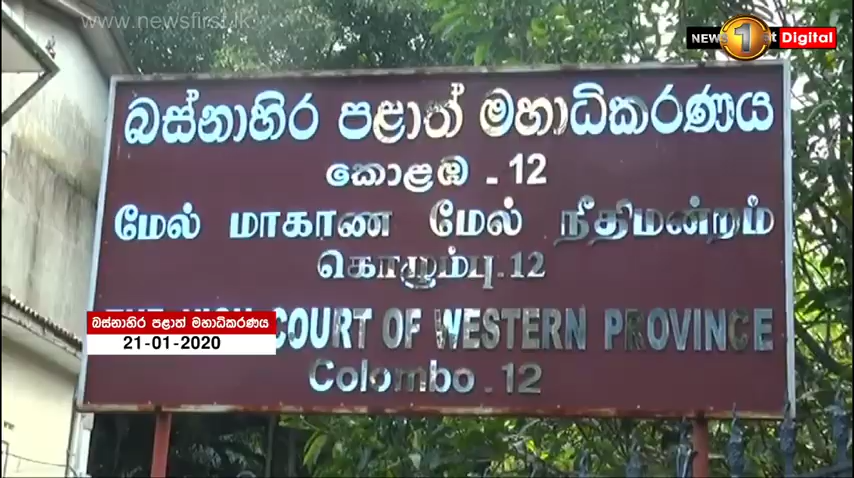 www.newsfirst.lk
NEWS 1st Digital
බස්නාහිර පළාත් මහාධිකරණය
කොළඹ - 12
மேல் மாகாண மேல் நீதிமன்றம்
கொழும்பு.12
COURT OF WESTERN PROVINCE
Colombo - 12
බස්නාහිර පළාත් මහාධිකරණය
21-01-2020